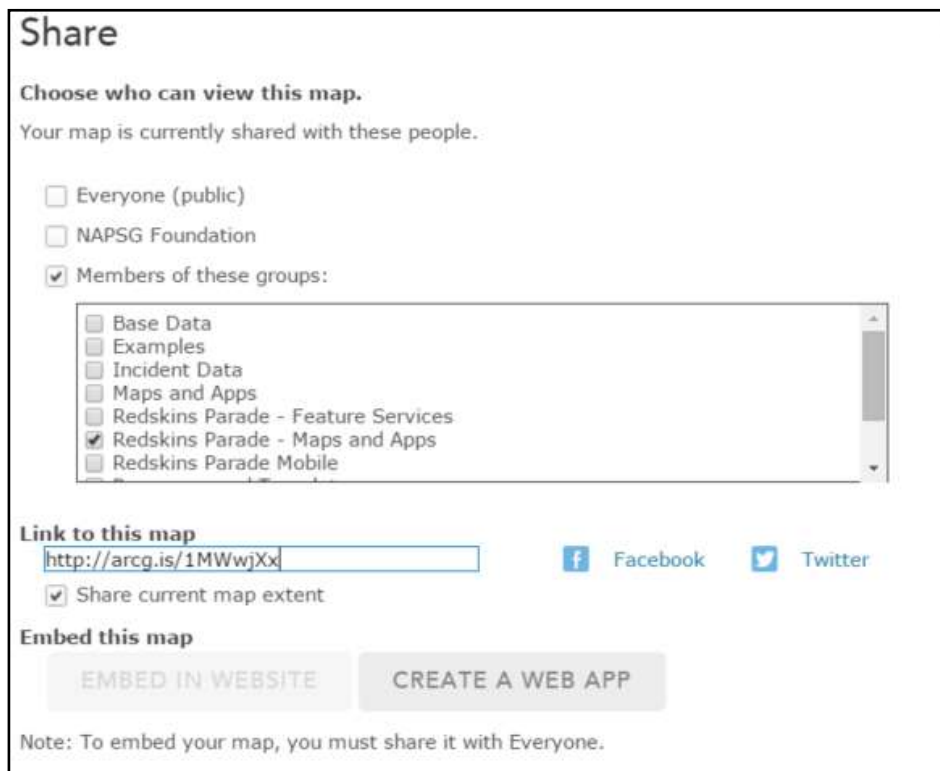 Share
Choose who can view this map.
Your map is currently shared with these people.
Everyone (public)
NAPSG Foundation
Members of these groups:
Base Data
Examples
Incident Data
Maps and Apps
Redskins Parade - Feature Services
Redskins Parade - Maps and Apps
Redskins Parade Mobile
Link to this map
http://arcg.is/1MWwjXx
Facebook Twitter
Share current map extent
Embed this map
EMBED IN WEBSITE CREATE A WEB APP
Note: To embed your map, you must share it with Everyone.